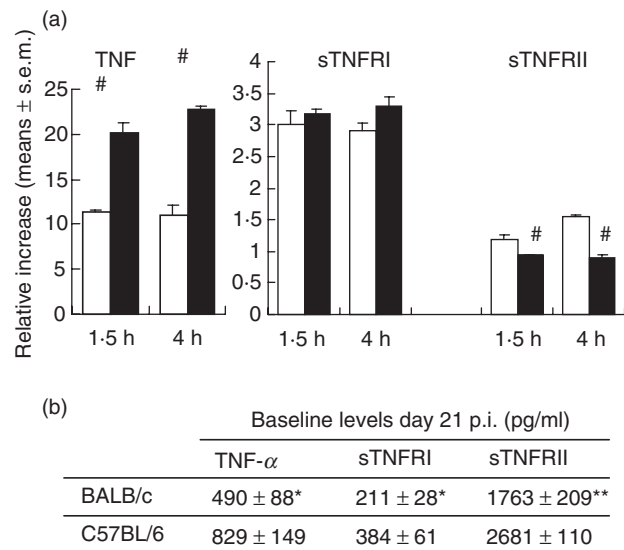 (a)
TNF
sTNFRI
sTNFRII
# #
Relative increase (means ± s.e.m.)
25
20
15
10
5
0
1·5 h 4 h
4
3·5
3
2·5
2
1·5
1
0·5
0
1·5 h 4 h
# #
1·5 h 4 h
(b)
Baseline levels day 21 p.i. (pg/ml)
TNF-α sTNFRI sTNFRII
BALB/c 490 ± 88* 211 ± 28* 1763 ± 209**
C57BL/6 829 ± 149 384 ± 61 2681 ± 110